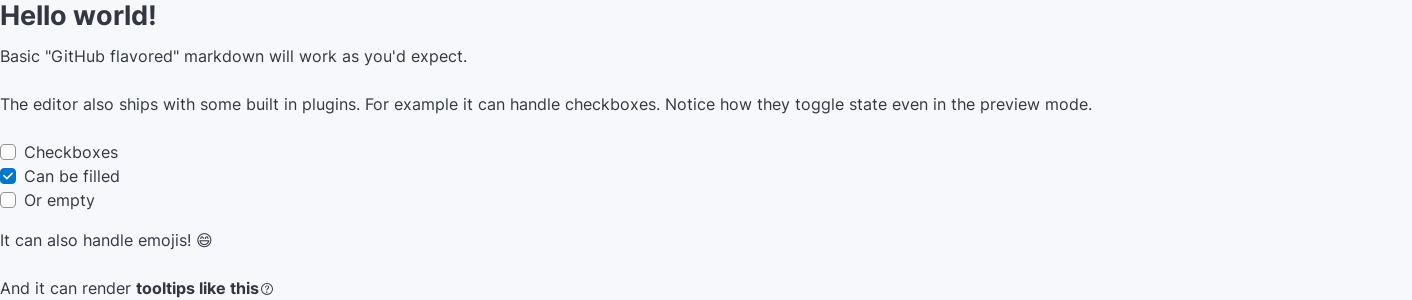 Hello world!
Basic "GitHub flavored" markdown will work as you'd expect.
The editor also ships with some built in plugins. For example it can handle checkboxes. Notice how they toggle state even in the preview mode.
Checkboxes
Can be filled
Or empty
It can also handle emojis! 😄
And it can render tooltips like this